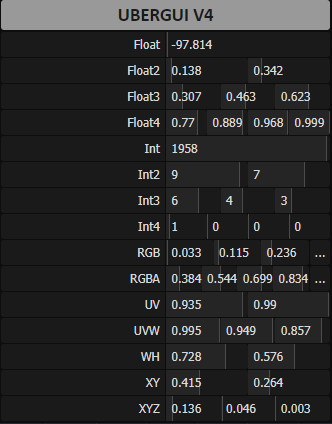 UBERGUI V4
Float -97.814
Float2 0.138 0.342
Float3 0.307 0.463 0.623
Float4 0.77 0.889 0.968 0.999
Int 1958
Int2 9 7
Int3 6 4 3
Int4 1 0 0 0
RGB 0.033 0.115 0.236 ...
RGBA 0.384 0.544 0.699 0.834 ...
UV 0.935 0.99
UVW 0.995 0.949 0.857
WH 0.728 0.576
XY 0.415 0.264
XYZ 0.136 0.046 0.003